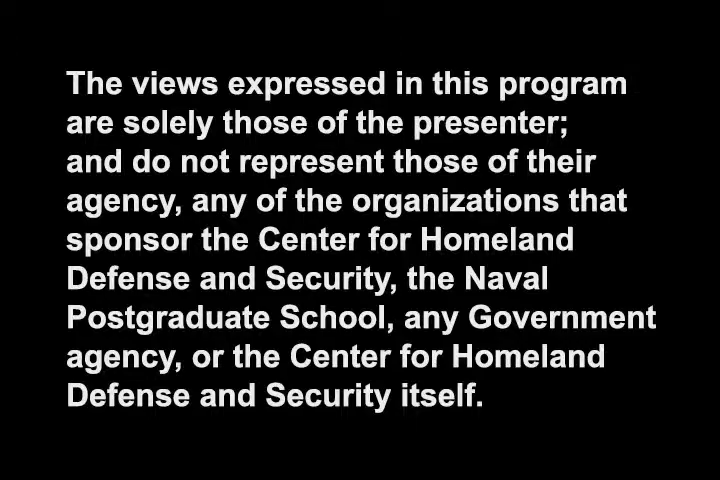 The views expressed in this program
are solely those of the presenter;
and do not represent those of their
agency, any of the organizations that
sponsor the Center for Homeland
Defense and Security, the Naval
Postgraduate School, any Government
agency, or the Center for Homeland
Defense and Security itself.